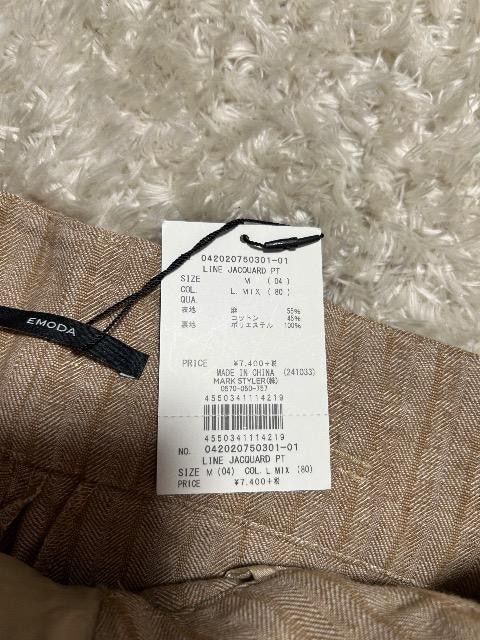 EMODA
042020750301-01
LINE JACQUARD PT
SIZE M (04)
COL. L.MIX (80)
QUA.
表地 麻 55%
コットン 45%
裏地 ポリエステル 100%
PRICE ¥7,400+税
MADE IN CHINA (241033)
MARK STYLER(株)
0570-050-757
4550341114219
4550341114219
NO. 042020750301-01
LINE JACQUARD PT
SIZE M (04) COL. L.MIX (80)
PRICE ¥7,400+税